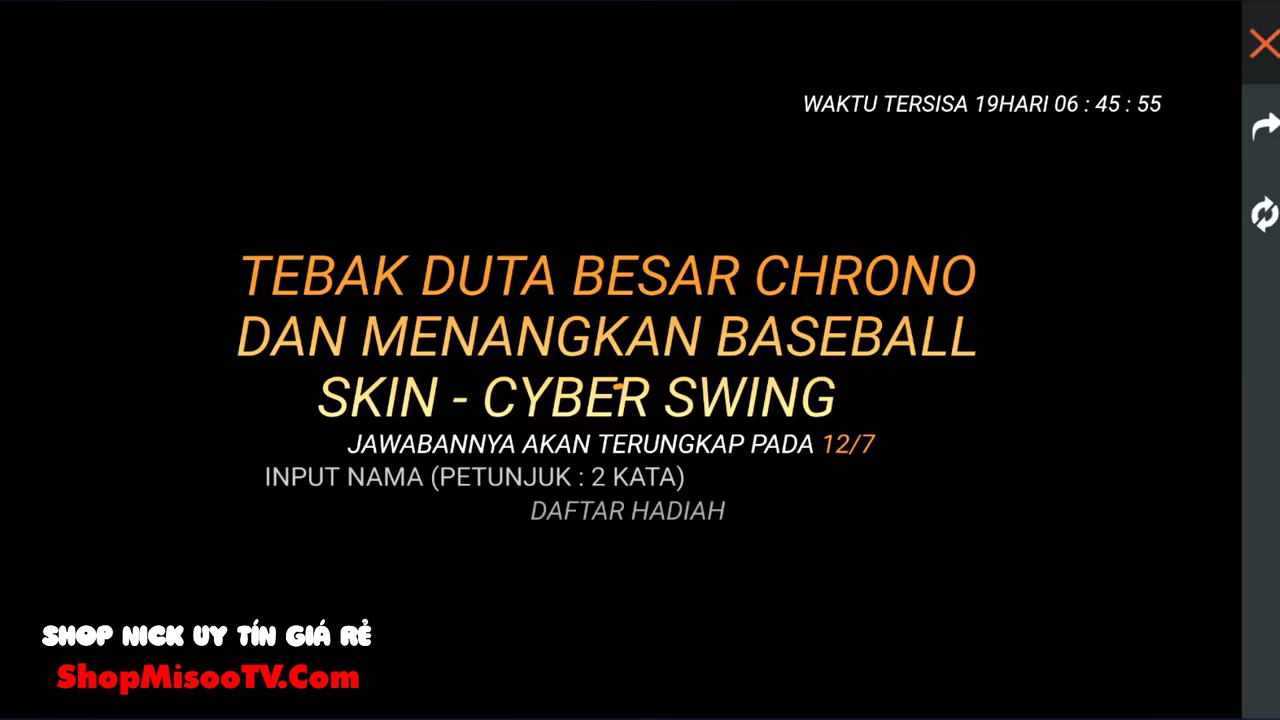 WAKTU TERSISA 19HARI 06 : 45 : 55
TEBAK DUTA BESAR CHRONO
DAN MENANGKAN BASEBALL
SKIN - CYBER SWING
JAWABANNYA AKAN TERUNGKAP PADA 12/7
INPUT NAMA (PETUNJUK : 2 KATA)
DAFTAR HADIAH
SHOP NICK UY TÍN GIÁ RẺ
ShopMisooTV.Com